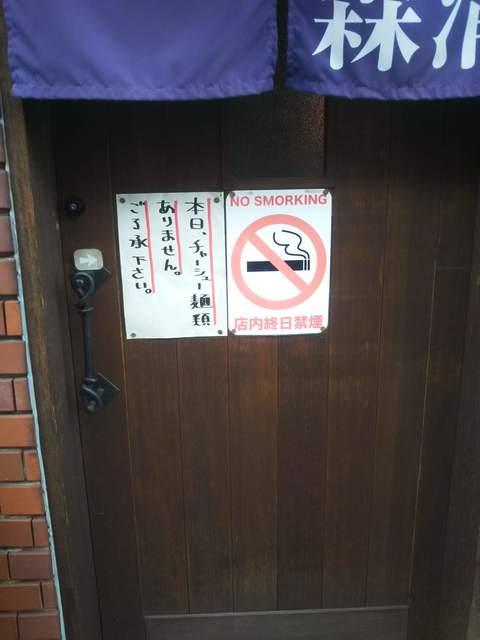 森
本日、チャーシュー麺類
ありません。
ご了承下さい。
NO SMORKING
店内終日禁煙